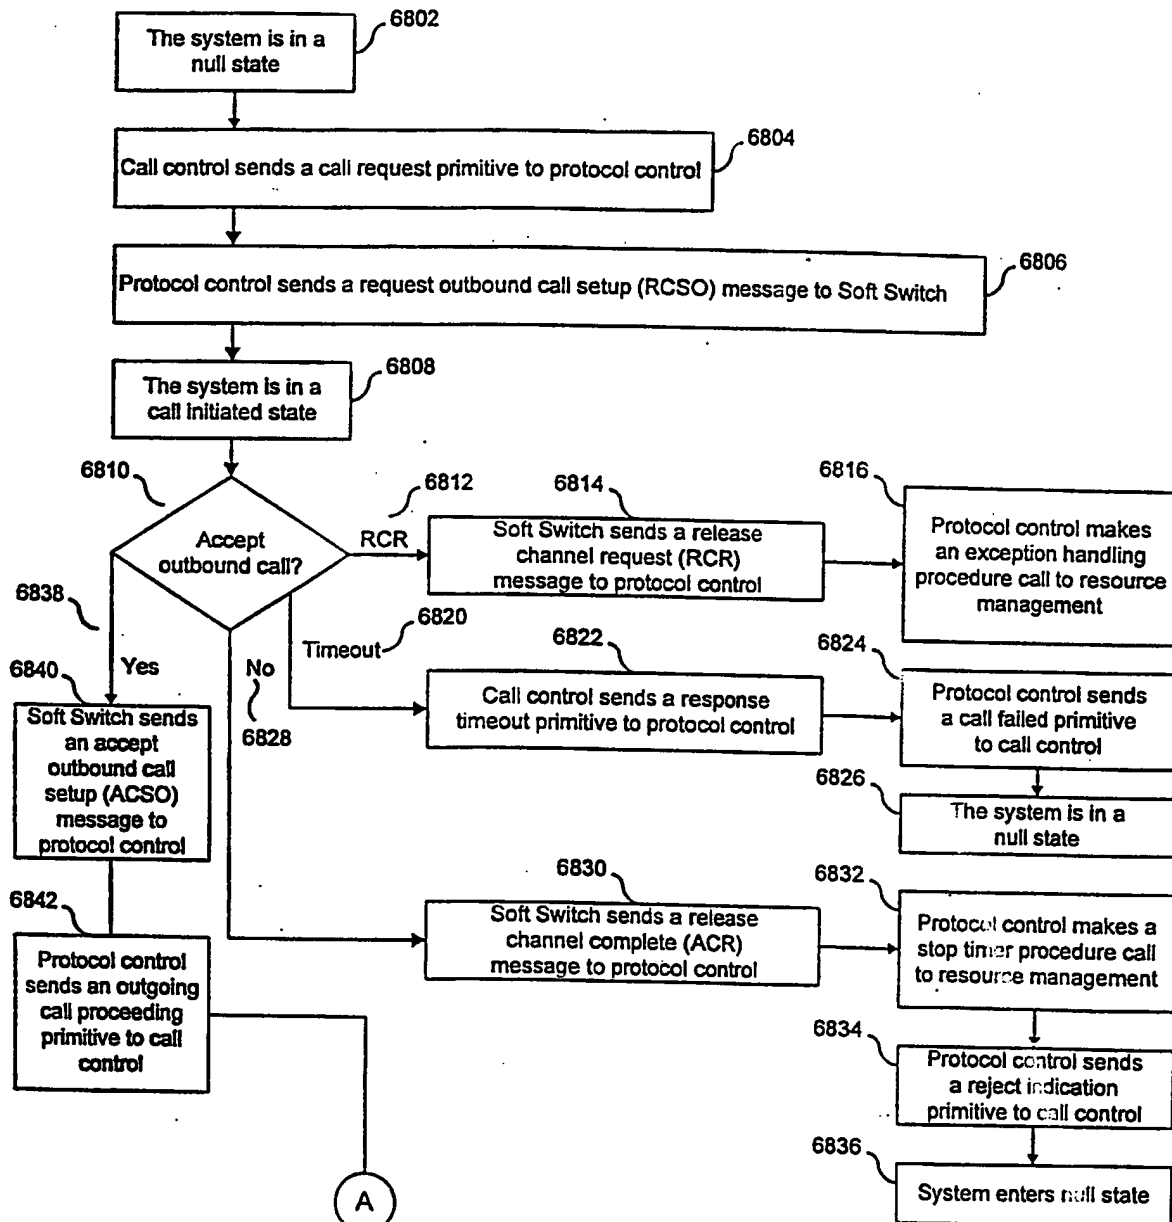 6802
The system is in a
null state
6804
Call control sends a call request primitive to protocol control
6806
Protocol control sends a request outbound call setup (RCSO) message to Soft Switch
6808
The system is in a
call initiated state
6810
Accept
outbound call?
6812
RCR
6814
Soft Switch sends a release
channel request (RCR)
message to protocol control
6816
Protocol control makes
an exception handling
procedure call to resource
management
6820
Timeout
6822
Call control sends a response
timeout primitive to protocol control
6824
Protocol control sends
a call failed primitive
to call control
6826
The system is in a
null state
No
6828
6830
Soft Switch sends a release
channel complete (ACR)
message to protocol control
6832
Protocol control makes a
stop timer procedure call
to resource management
6834
Protocol control sends
a reject indication
primitive to call control
6836
System enters null state
6838
Yes
6840
Soft Switch sends
an accept
outbound call
setup (ACSO)
message to
protocol control
6842
Protocol control
sends an outgoing
call proceeding
primitive to call
control
A